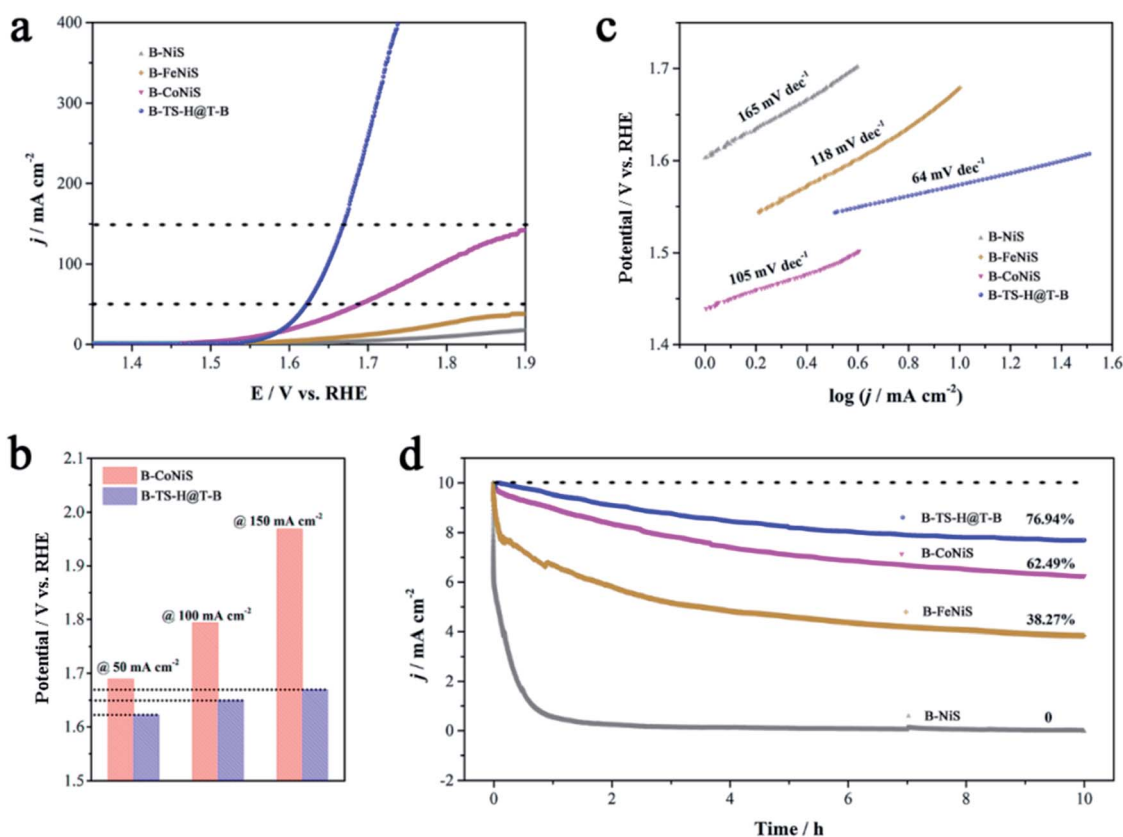 a
400
300
200
100
0
j / mA cm⁻²
B-NiS
B-FeNiS
B-CoNiS
B-TS-H@T-B
1.4 1.5 1.6 1.7 1.8 1.9
E / V vs. RHE
c
1.7
1.6
1.5
1.4
Potential / V vs. RHE
165 mV dec⁻¹
118 mV dec⁻¹
64 mV dec⁻¹
105 mV dec⁻¹
B-NiS
B-FeNiS
B-CoNiS
B-TS-H@T-B
0.0 0.2 0.4 0.6 0.8 1.0 1.2 1.4 1.6
log (j / mA cm⁻²)
b
2.1
2.0
1.9
1.8
1.7
1.6
1.5
Potential / V vs. RHE
B-CoNiS
B-TS-H@T-B
@ 150 mA cm⁻²
@ 100 mA cm⁻²
@ 50 mA cm⁻²
d
10
8
6
4
2
0
-2
j / mA cm⁻²
B-TS-H@T-B 76.94%
B-CoNiS 62.49%
B-FeNiS 38.27%
B-NiS 0
0 2 4 6 8 10
Time / h